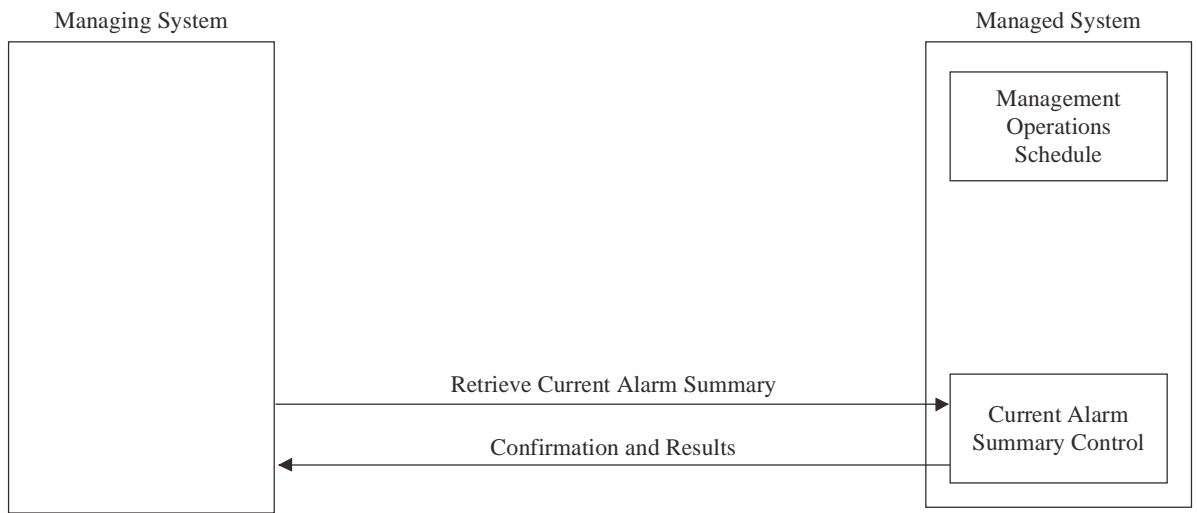 Managing System
Managed System
Management
Operations
Schedule
Retrieve Current Alarm Summary
Current Alarm
Summary Control
Confirmation and Results